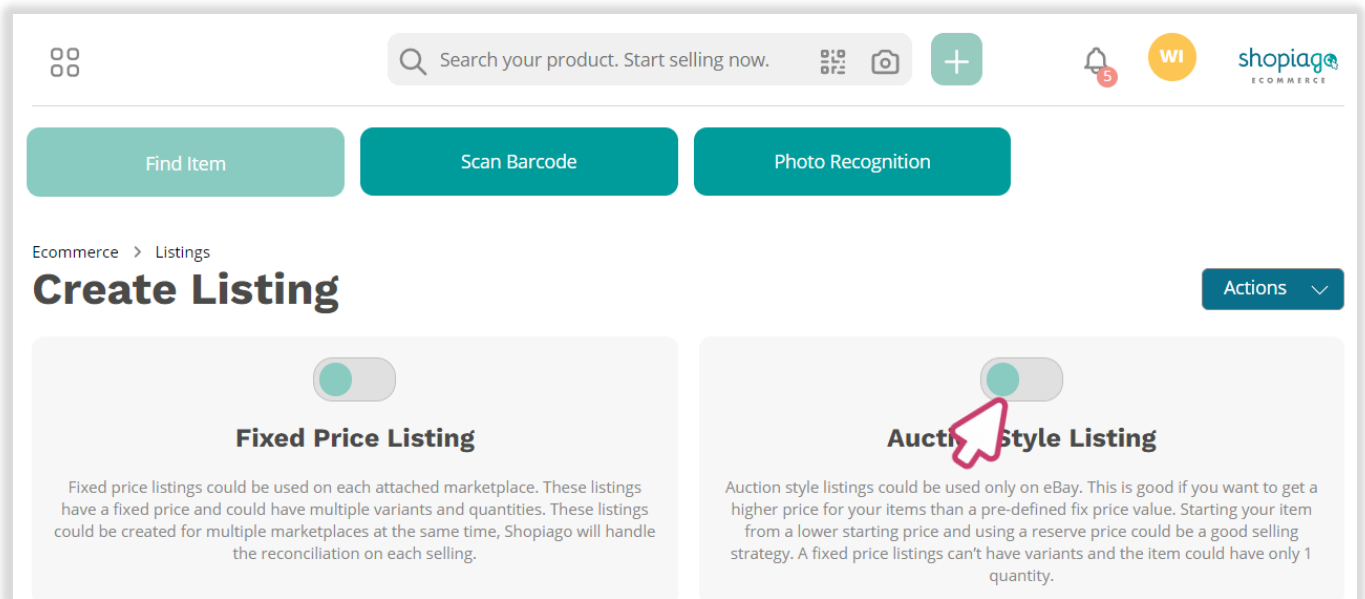 Search your product. Start selling now.
5
WI
shopiago
ECOMMERCE
Find Item
Scan Barcode
Photo Recognition
Ecommerce > Listings
Create Listing
Actions
Fixed Price Listing
Fixed price listings could be used on each attached marketplace. These listings
have a fixed price and could have multiple variants and quantities. These listings
could be created for multiple marketplaces at the same time, Shopiago will handle
the reconciliation on each selling.
Auction Style Listing
Auction style listings could be used only on eBay. This is good if you want to get a
higher price for your items than a pre-defined fix price value. Starting your item
from a lower starting price and using a reserve price could be a good selling
strategy. A fixed price listings can't have variants and the item could have only 1
quantity.